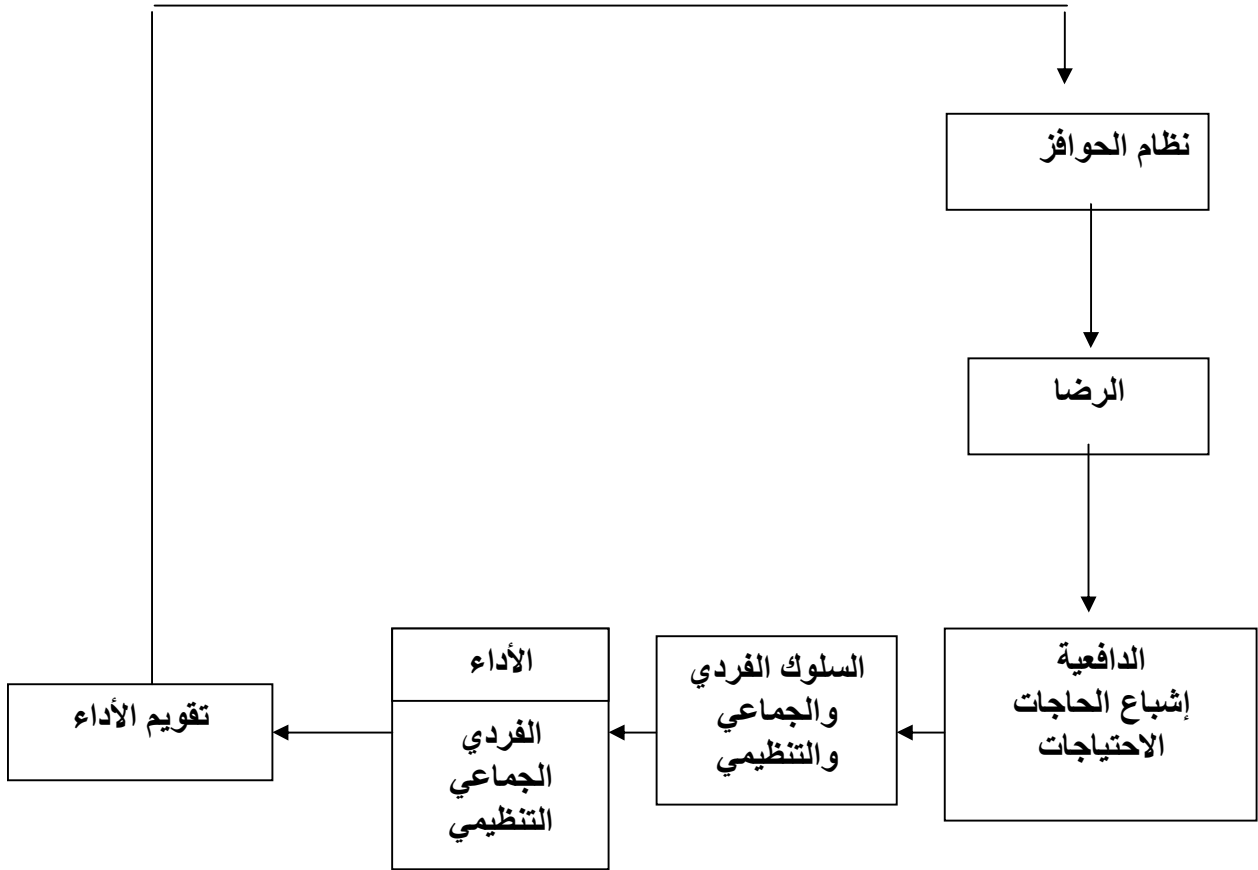 نظام الحوافز
الرضا
الدافعية
إشباع الحاجات
الاحتياجات
السلوك الفردي
والجماعي
والتنظيمي
الأداء
الفردي
الجماعي
التنظيمي
تقويم الأداء